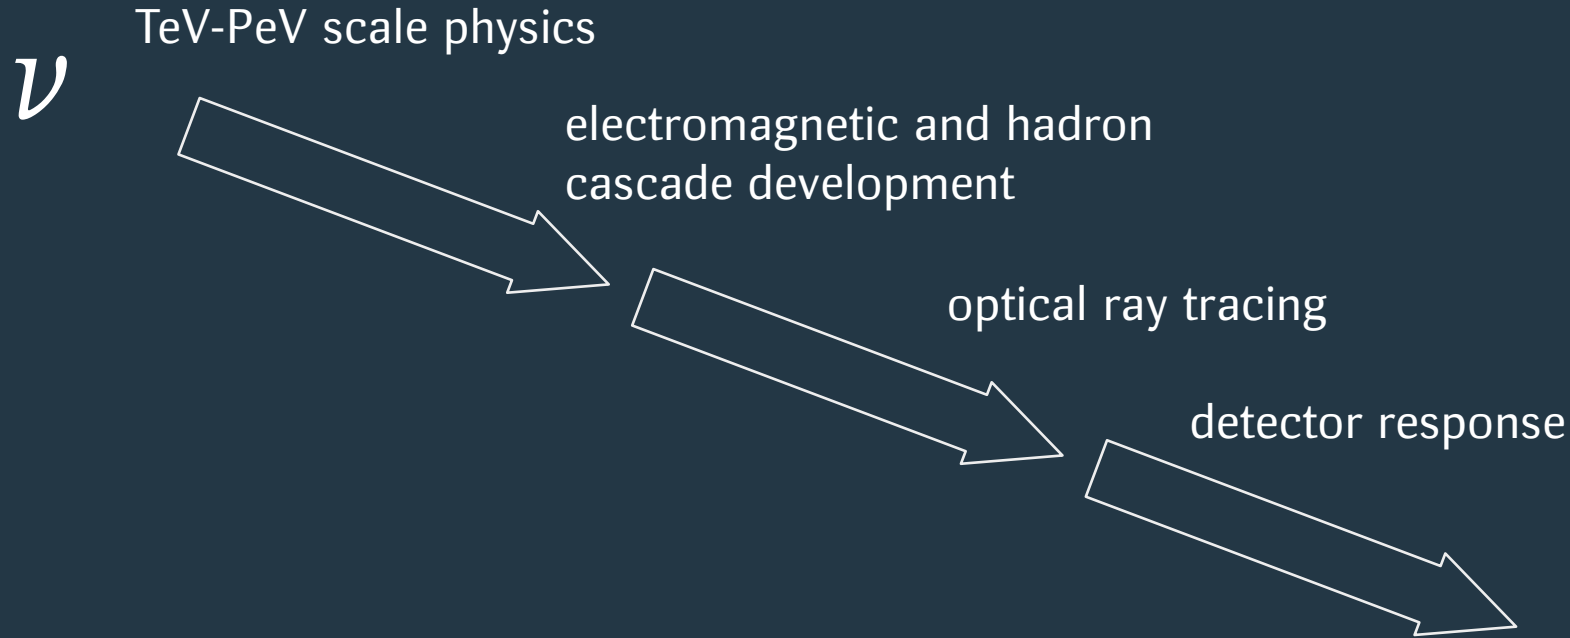 TeV-PeV scale physics
ν
electromagnetic and hadron
cascade development
optical ray tracing
detector response